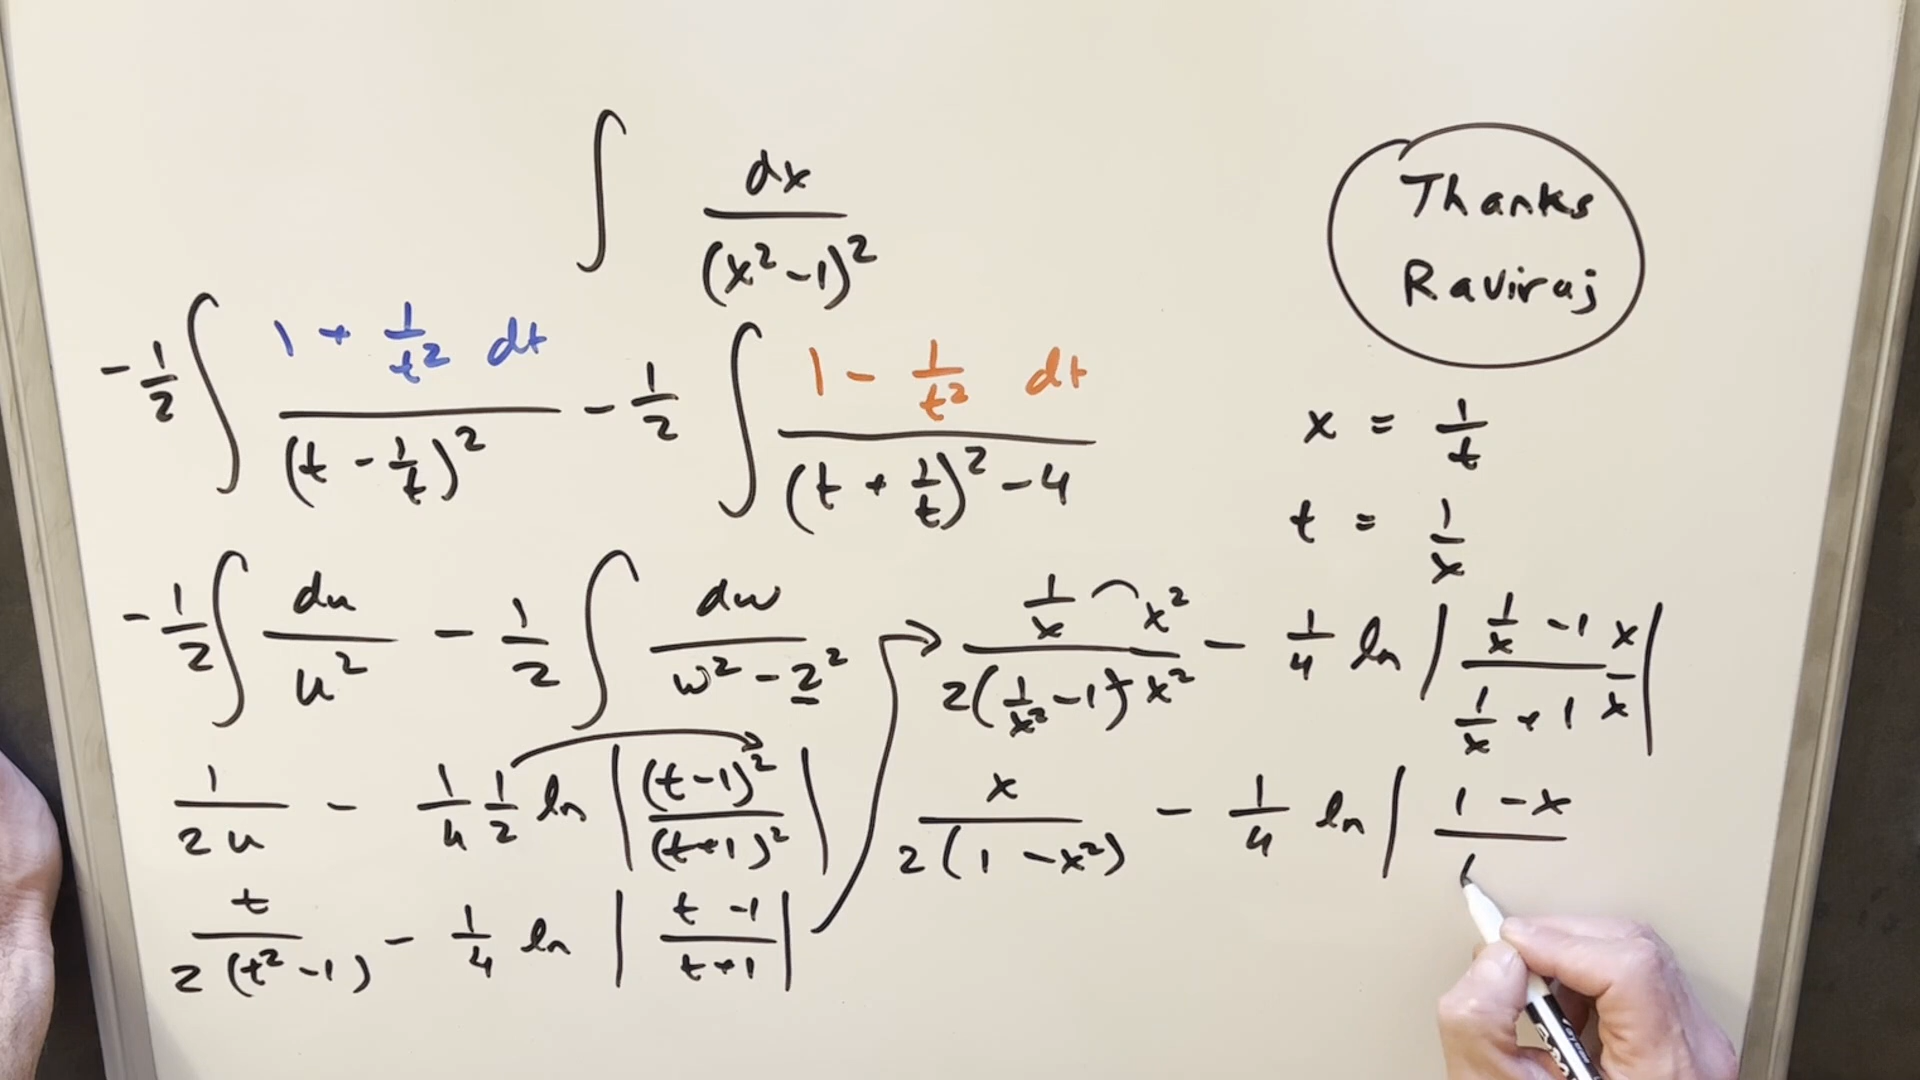 ∫ dx / (x² - 1)²
Thanks
Raviraj
-1/2 ∫ 1 + 1/t² dt / (t - 1/t)² - 1/2 ∫ 1 - 1/t² dt / (t + 1/t)² - 4
x = 1/t
t = 1/x
-1/2 ∫ du / u² - 1/2 ∫ dw / w² - 2²
1 / 2u - 1/4 1/2 ln | (t-1)² / (t+1)² |
t / 2(t² - 1) - 1/4 ln | t - 1 / t + 1 |
1/x x² / 2(1/x² - 1) x² - 1/4 ln | 1/x - 1 / 1/x + 1 x/x |
x / 2(1 - x²) - 1/4 ln | 1 - x /